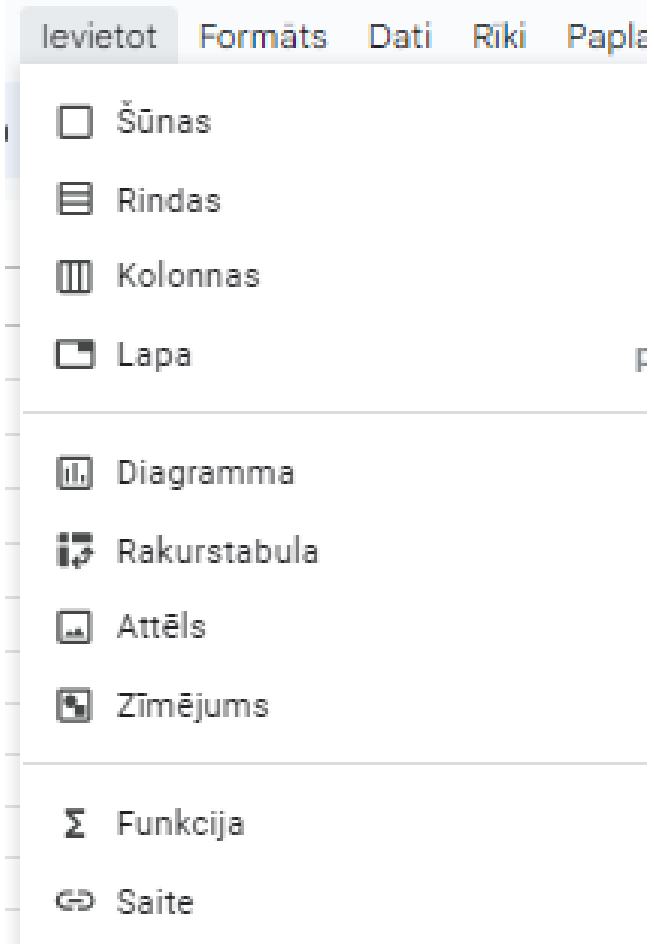 Ievietot Formāts Dati Rīki
Šūnas
Rindas
Kolonnas
Lapa
Diagramma
Rakurstabula
Attēls
Zīmējums
Funkcija
Saite